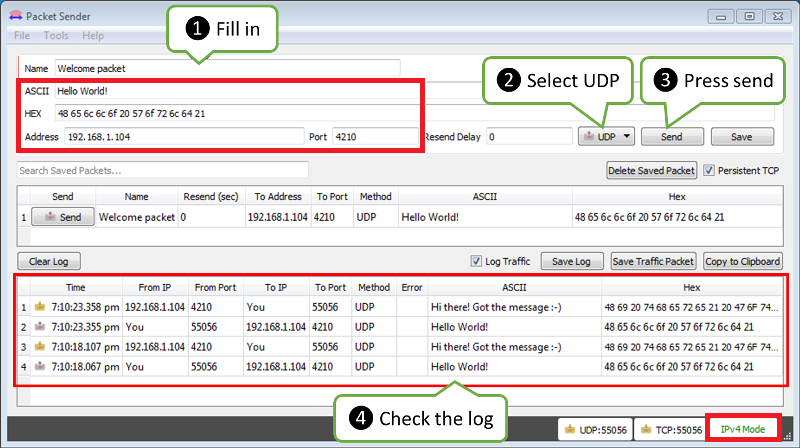 Packet Sender
File Tools Help
1 Fill in
Name Welcome packet
ASCII Hello World!
2 Select UDP
3 Press send
HEX 48 65 6c 6c 6f 20 57 6f 72 6c 64 21
Address 192.168.1.104 Port 4210 Resend Delay 0 UDP Send Save
Search Saved Packets... Delete Saved Packet Persistent TCP
Send Name Resend (sec) To Address To Port Method ASCII Hex
1 Send Welcome packet 0 192.168.1.104 4210 UDP Hello World! 48 65 6c 6c 6f 20 57 6f 72 6c 64 21
Clear Log Log Traffic Save Log Save Traffic Packet Copy to Clipboard
Time From IP From Port To IP To Port Method Error ASCII Hex
1 7:10:23.358 pm 192.168.1.104 4210 You 55056 UDP Hi there! Got the message :-) 48 69 20 74 68 65 72 65 21 20 47 6F 74...
2 7:10:23.355 pm You 55056 192.168.1.104 4210 UDP Hello World! 48 65 6c 6c 6f 20 57 6f 72 6c 64 21
3 7:10:18.107 pm 192.168.1.104 4210 You 55056 UDP Hi there! Got the message :-) 48 69 20 74 68 65 72 65 21 20 47 6F 74...
4 7:10:18.067 pm You 55056 192.168.1.104 4210 UDP Hello World! 48 65 6c 6c 6f 20 57 6f 72 6c 64 21
4 Check the log
UDP:55056 TCP:55056 IPv4 Mode